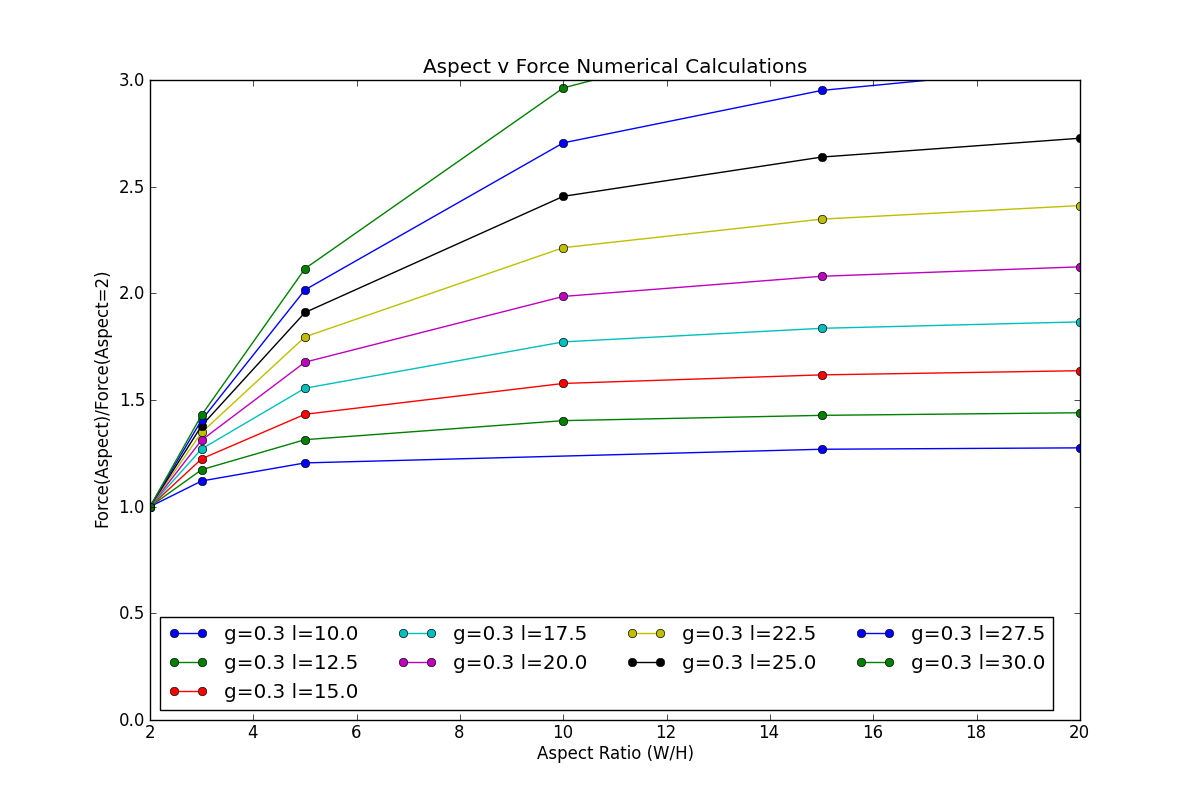 Aspect v Force Numerical Calculations
3.0
2.5
2.0
1.5
1.0
0.5
0.0
Force(Aspect)/Force(Aspect=2)
g=0.3 l=10.0 g=0.3 l=17.5 g=0.3 l=22.5 g=0.3 l=27.5
g=0.3 l=12.5 g=0.3 l=20.0 g=0.3 l=25.0 g=0.3 l=30.0
g=0.3 l=15.0
2 4 6 8 10 12 14 16 18 20
Aspect Ratio (W/H)